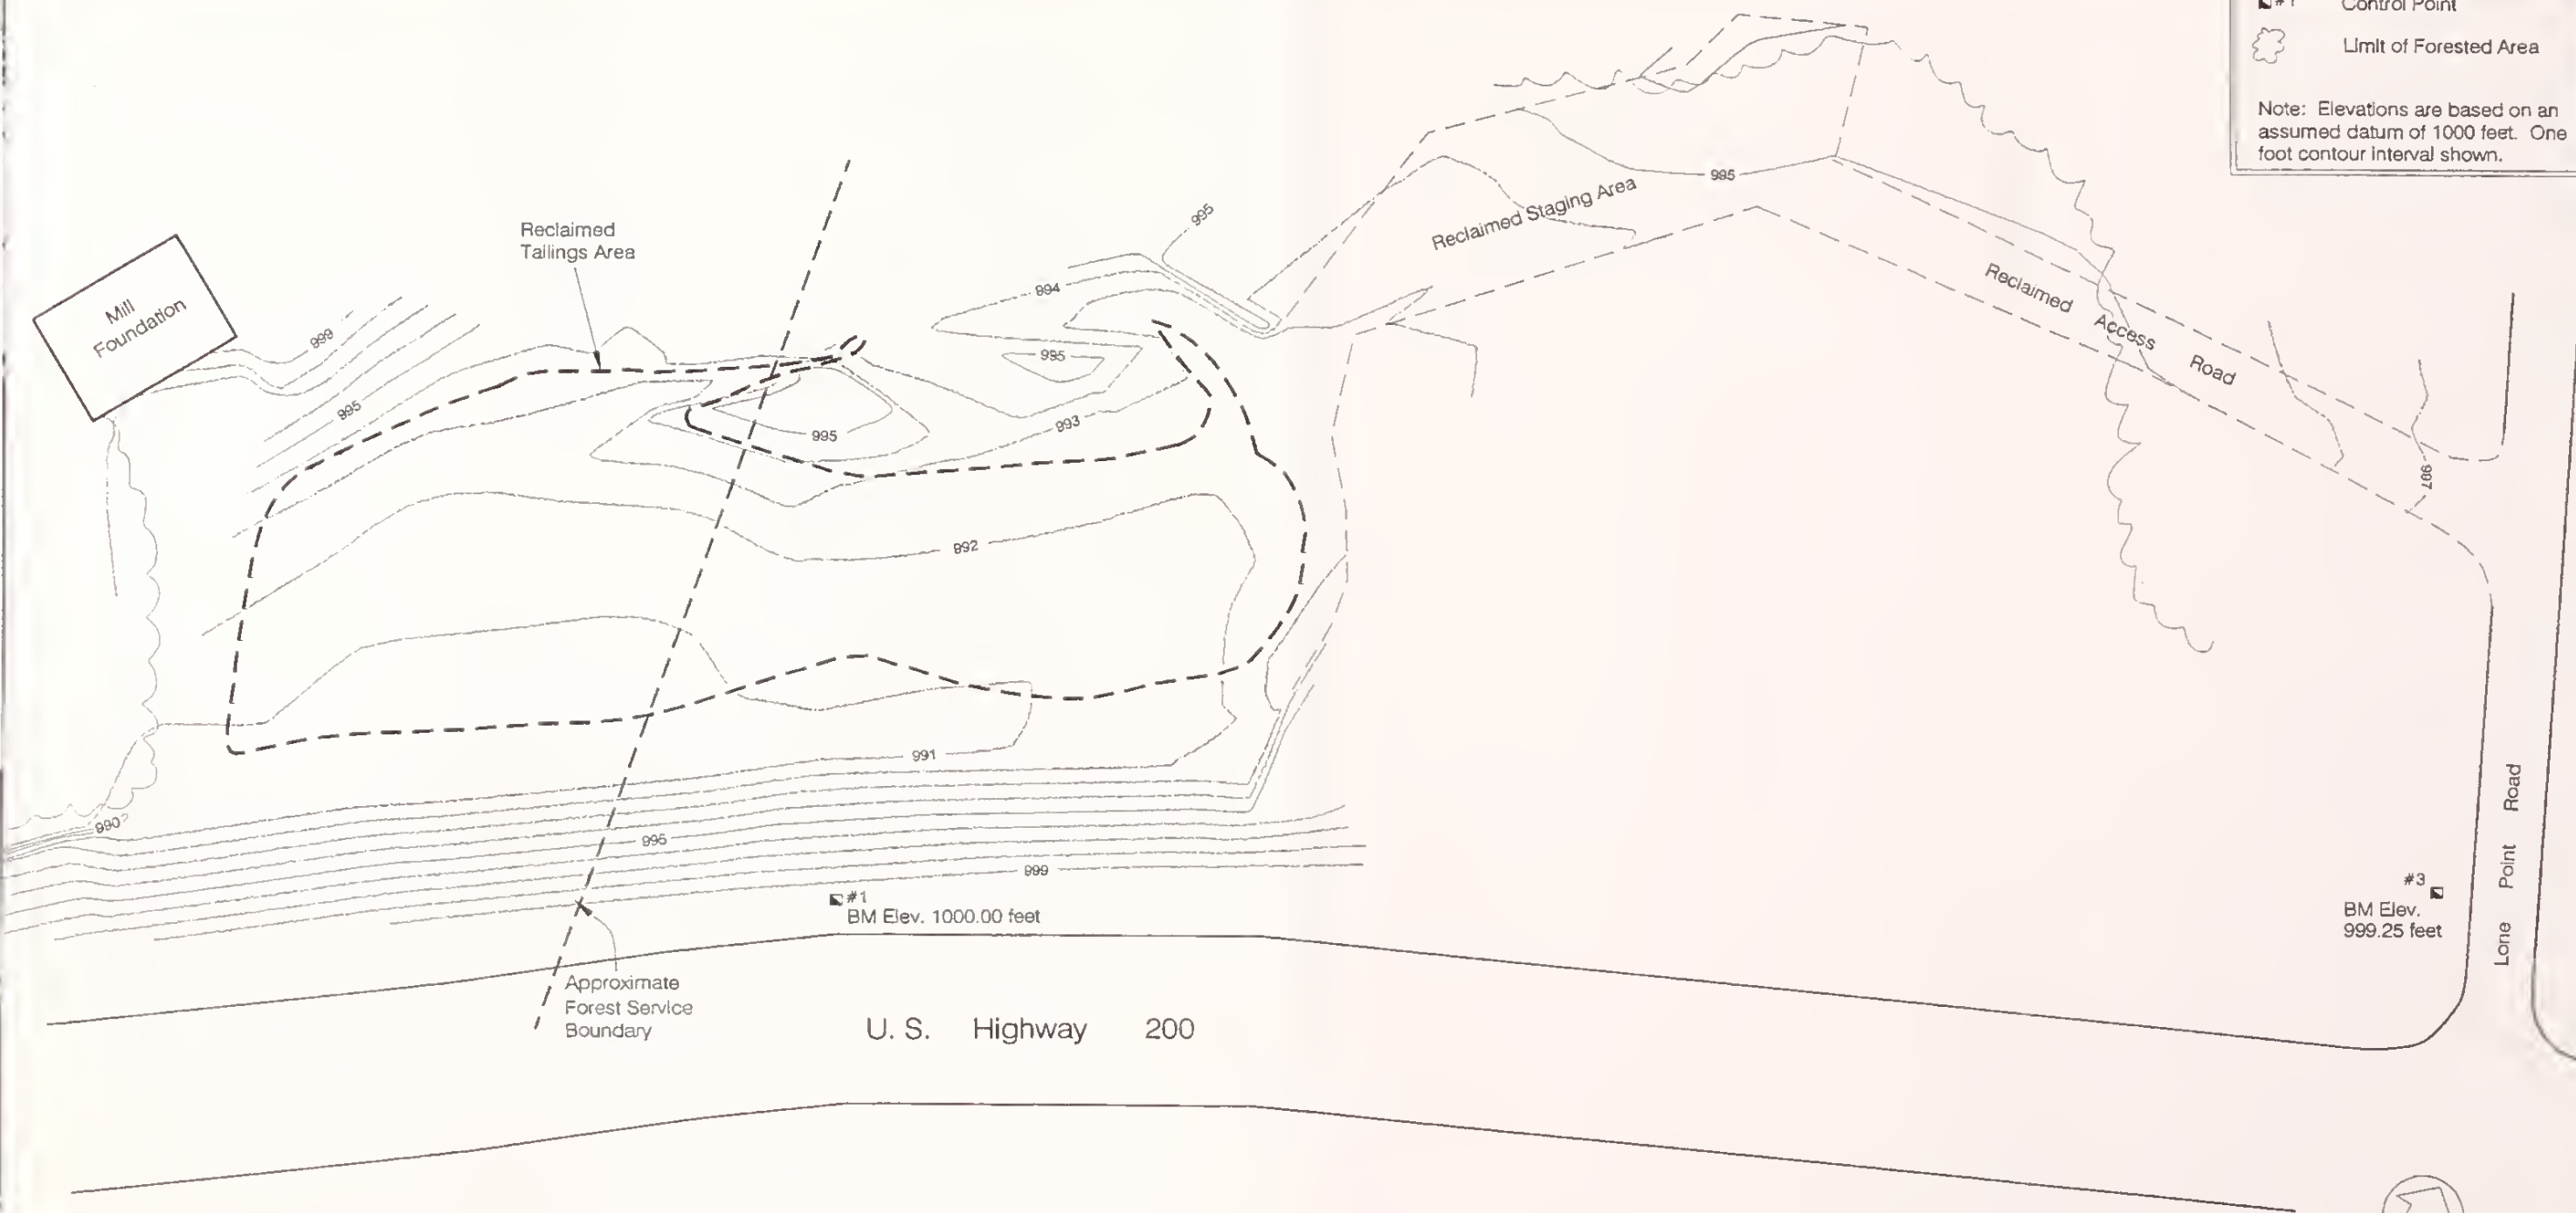 #1 Control Point
Limit of Forested Area
Note: Elevations are based on an
assumed datum of 1000 feet. One
foot contour interval shown.
Reclaimed
Tailings Area
Mill
Foundation
999
995
995
994
995
995
993
992
991
990
995
999
Reclaimed Staging Area
995
Reclaimed Access Road
997
#1
BM Elev. 1000.00 feet
#3
BM Elev.
999.25 feet
Lone Point Road
Approximate
Forest Service
Boundary
U. S. Highway 200